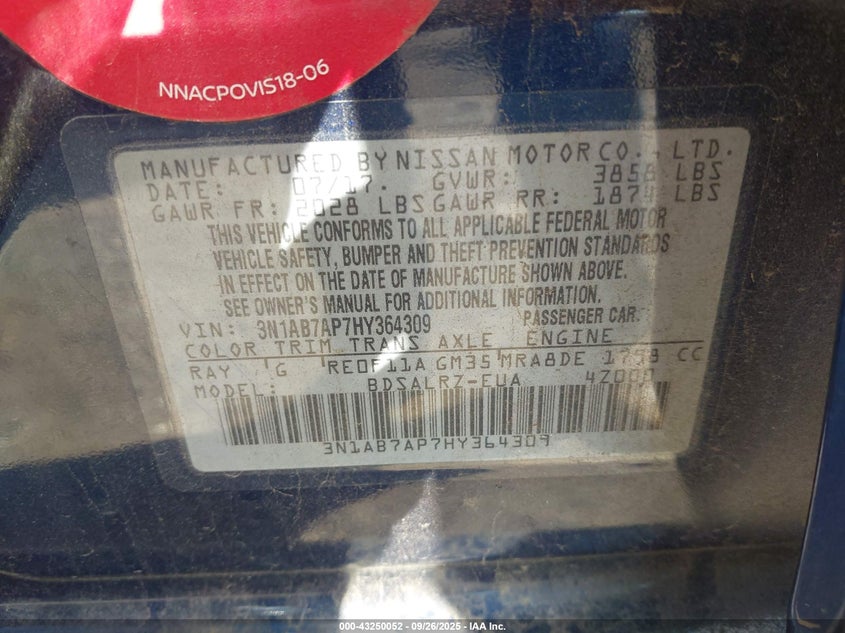 NNACPOVIS18-06
MANUFACTURED BY NISSAN MOTOR CO., LTD.
DATE: 07/17. GVWR: 3858 LBS
GAWR FR: 2028 LBS GAWR RR: 1874 LBS
THIS VEHICLE CONFORMS TO ALL APPLICABLE FEDERAL MOTOR
VEHICLE SAFETY, BUMPER AND THEFT PREVENTION STANDARDS
IN EFFECT ON THE DATE OF MANUFACTURE SHOWN ABOVE.
SEE OWNER'S MANUAL FOR ADDITIONAL INFORMATION.
VIN: 3N1AB7AP7HY364309 PASSENGER CAR
COLOR TRIM TRANS AXLE ENGINE
RAY G RE0F11A GM35 MRA8DE 1798 CC
MODEL: BDSALRZ-EUA 4Z000
3N1AB7AP7HY364309
000-43250052 - 09/26/2025 - IAA Inc.